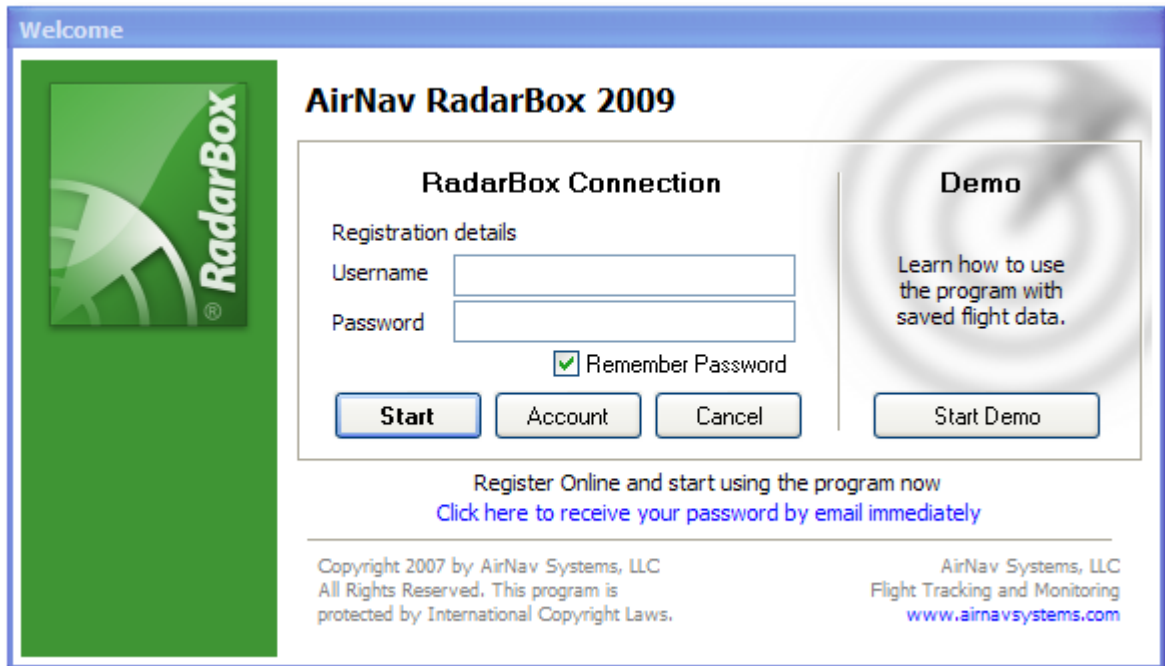 Welcome
® RadarBox
AirNav RadarBox 2009
RadarBox Connection
Registration details
Username
Password
Remember Password
Start
Account
Cancel
Demo
Learn how to use
the program with
saved flight data.
Start Demo
Register Online and start using the program now
Click here to receive your password by email immediately
Copyright 2007 by AirNav Systems, LLC
All Rights Reserved. This program is
protected by International Copyright Laws.
AirNav Systems, LLC
Flight Tracking and Monitoring
www.airnavsystems.com